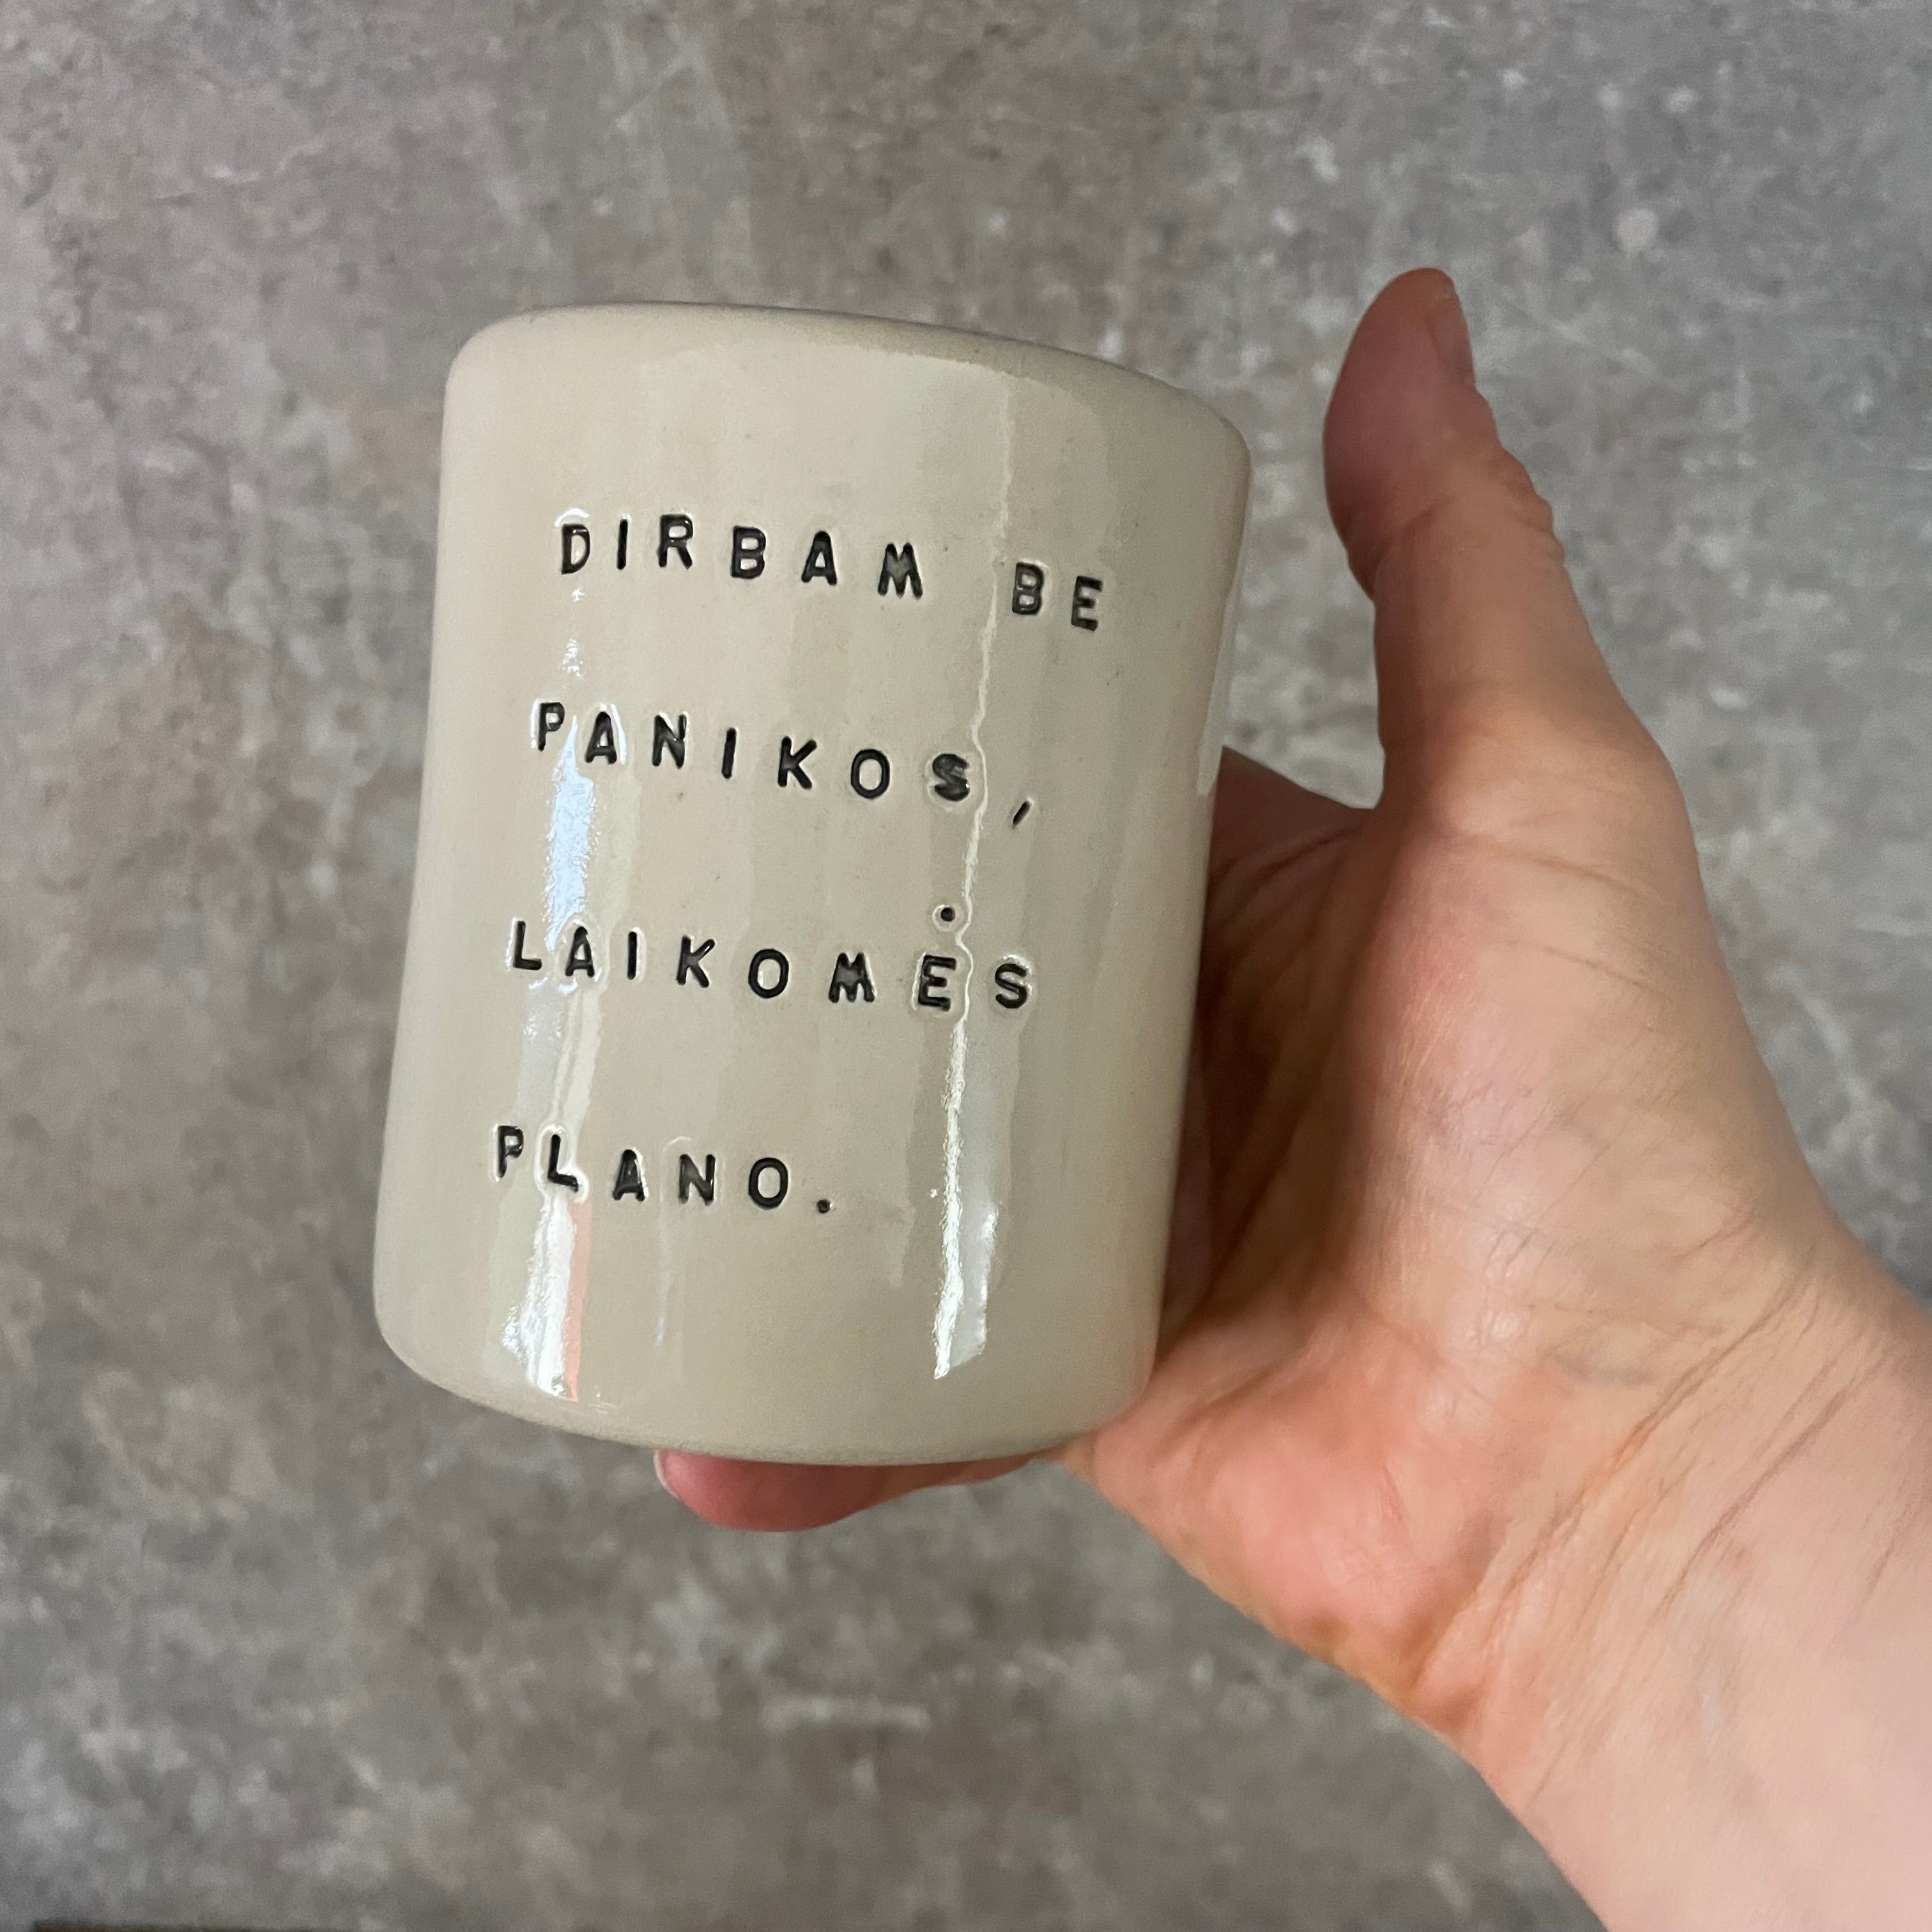 DIRBAM BE
PANIKOS,
LAIKOMĖS
PLANO.